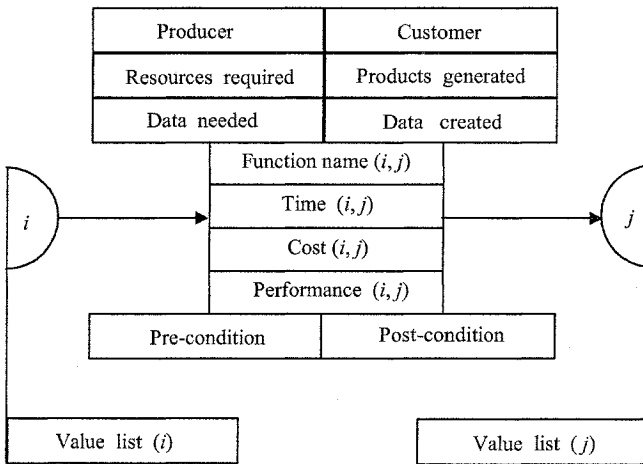 Producer Customer
Resources required Products generated
Data needed Data created
Function name (i, j)
Time (i, j)
i
j
Cost (i, j)
Performance (i, j)
Pre-condition Post-condition
Value list (i) Value list (j)